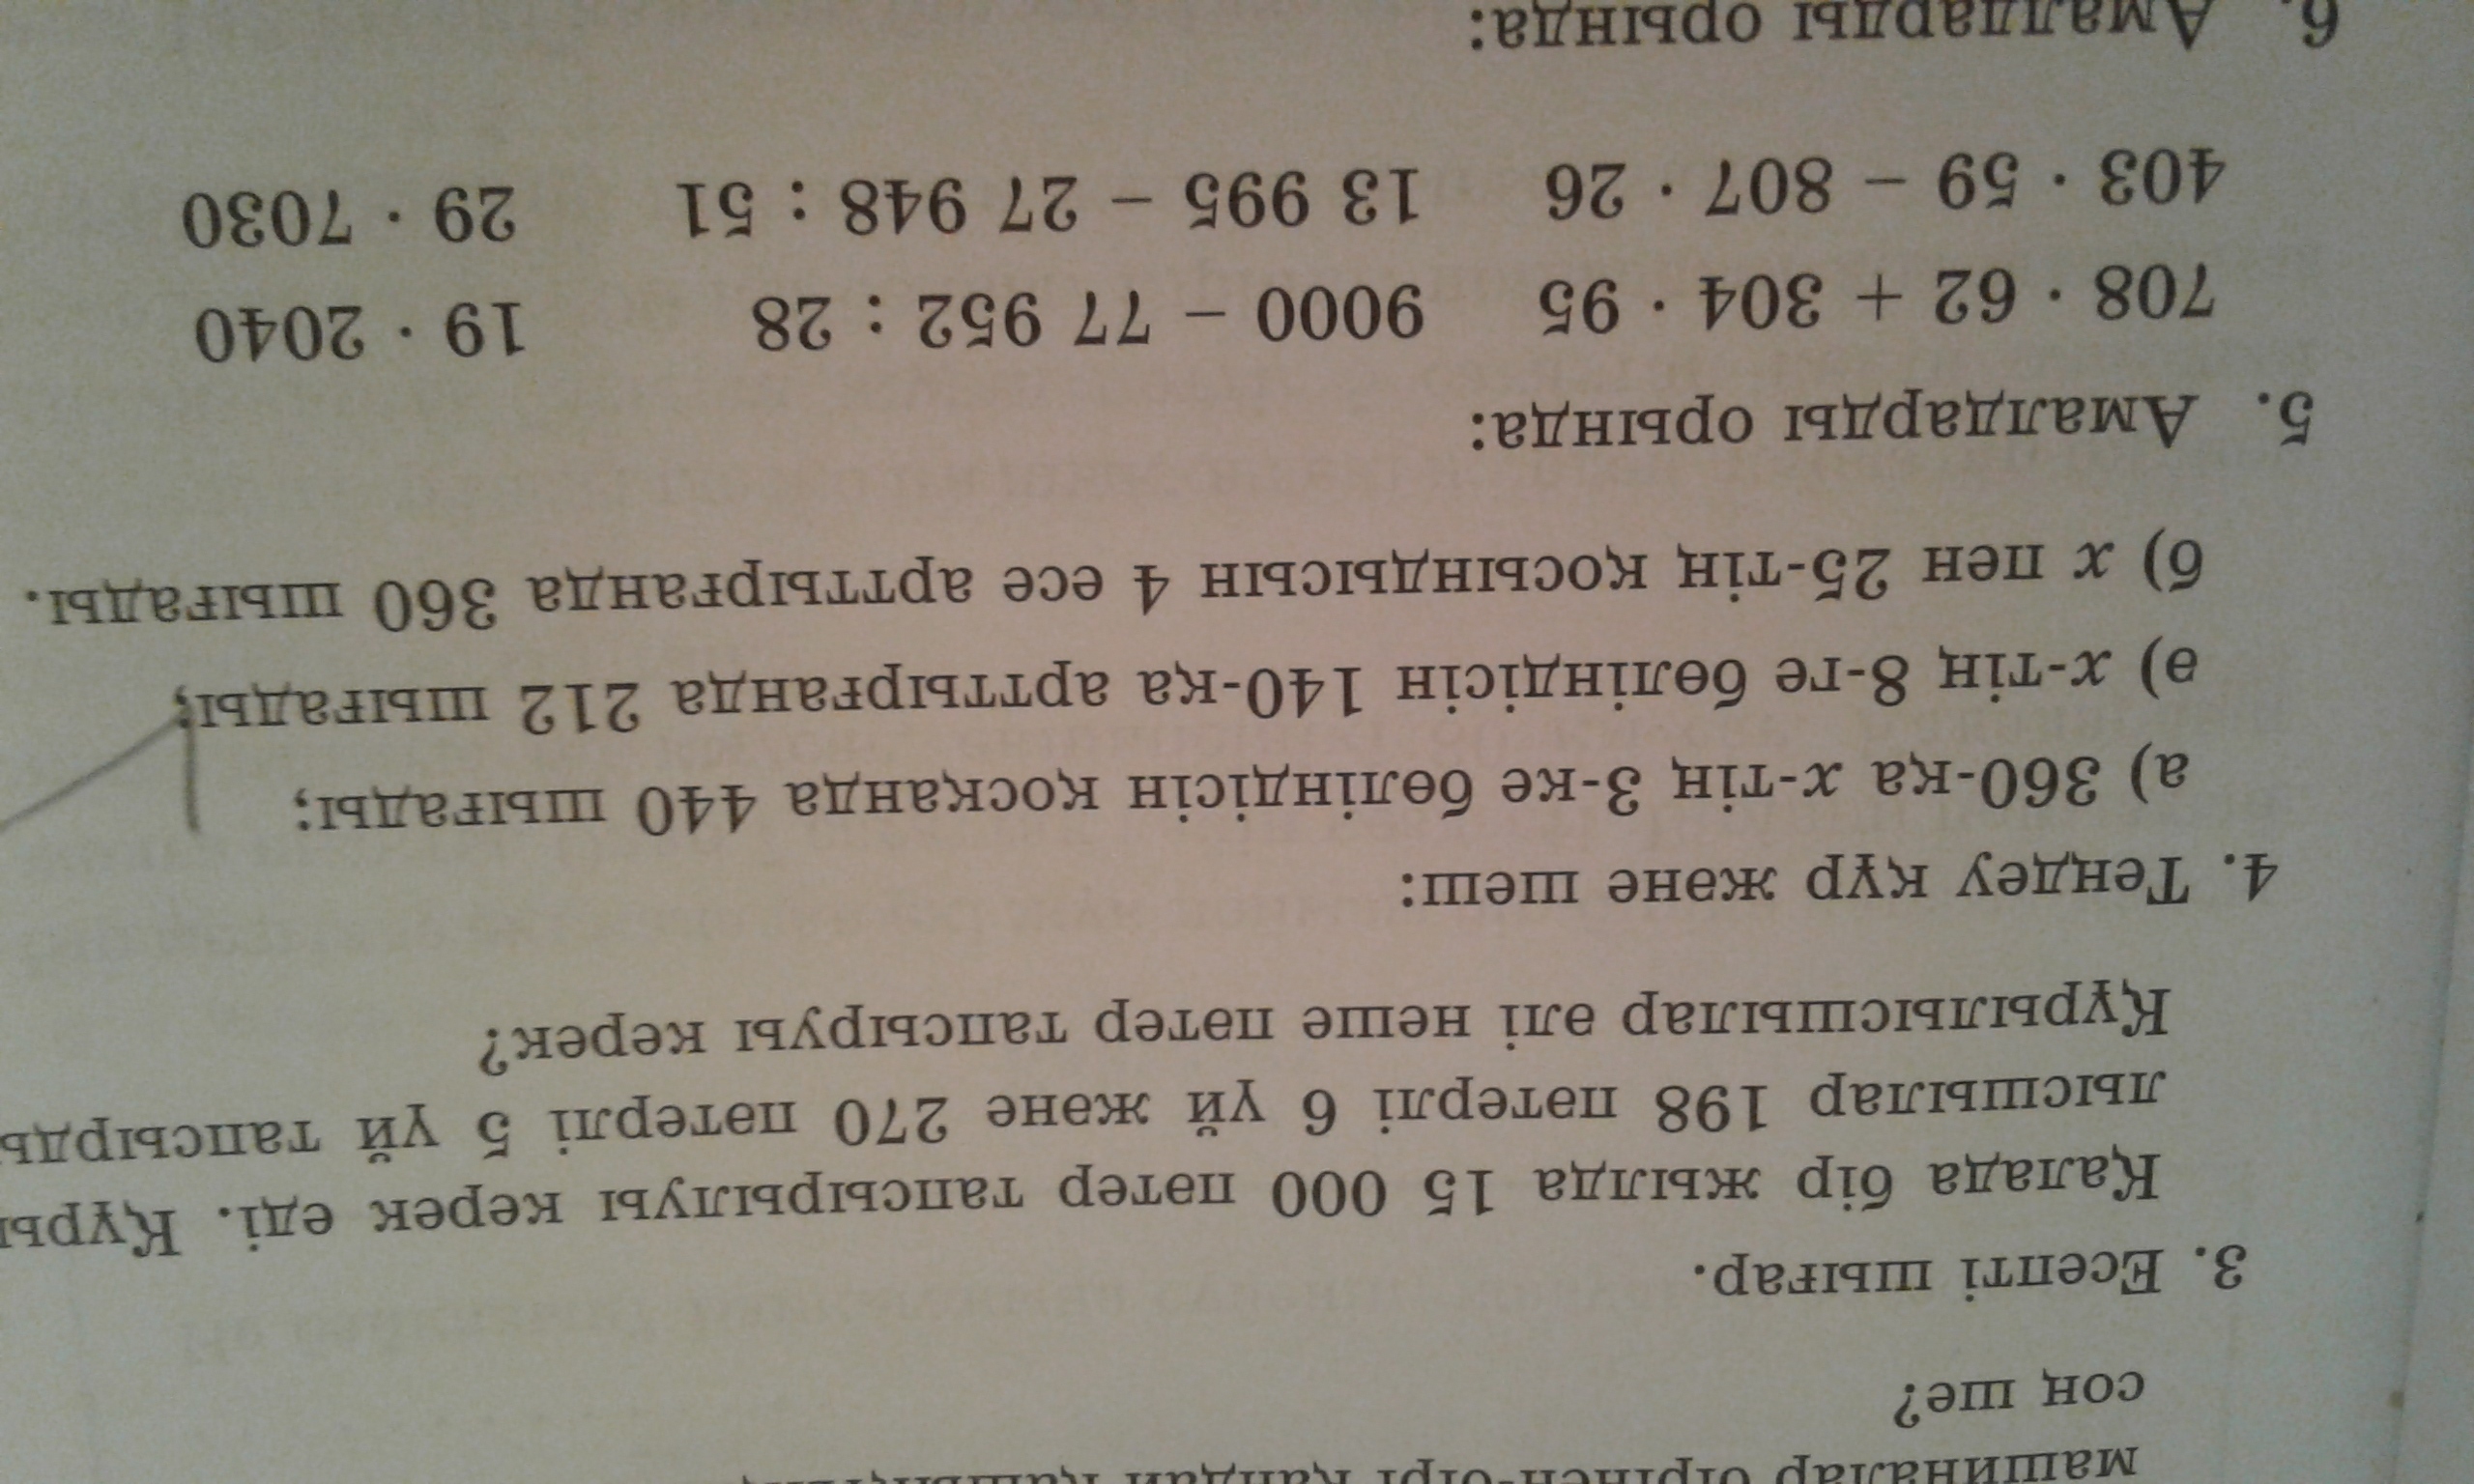 соң ше?
3. Есепті шығар.
Қалада бір жылда 15 000 пәтер тапсырылуы керек еді. Құры
лысшылар 198 пәтерлі 6 үй және 270 пәтерлі 5 үй тапсырды
Құрылысшылар әлі неше пәтер тапсыруы керек?
4. Теңдеу құр және шеш:
а) 360-қа х-тің 3-ке бөліндісін қосқанда 440 шығады;
ә) х-тің 8-ге бөліндісін 140-қа арттырғанда 212 шығады;
б) х пен 25-тің қосындысын 4 есе арттырғанда 360 шығады.
5. Амалдарды орында:
708 · 62 + 304 · 95 9000 – 77 952 : 28 19 · 2040
403 · 59 – 807 · 26 13 995 – 27 948 : 51 29 · 7030
6. Амалдарды орында: